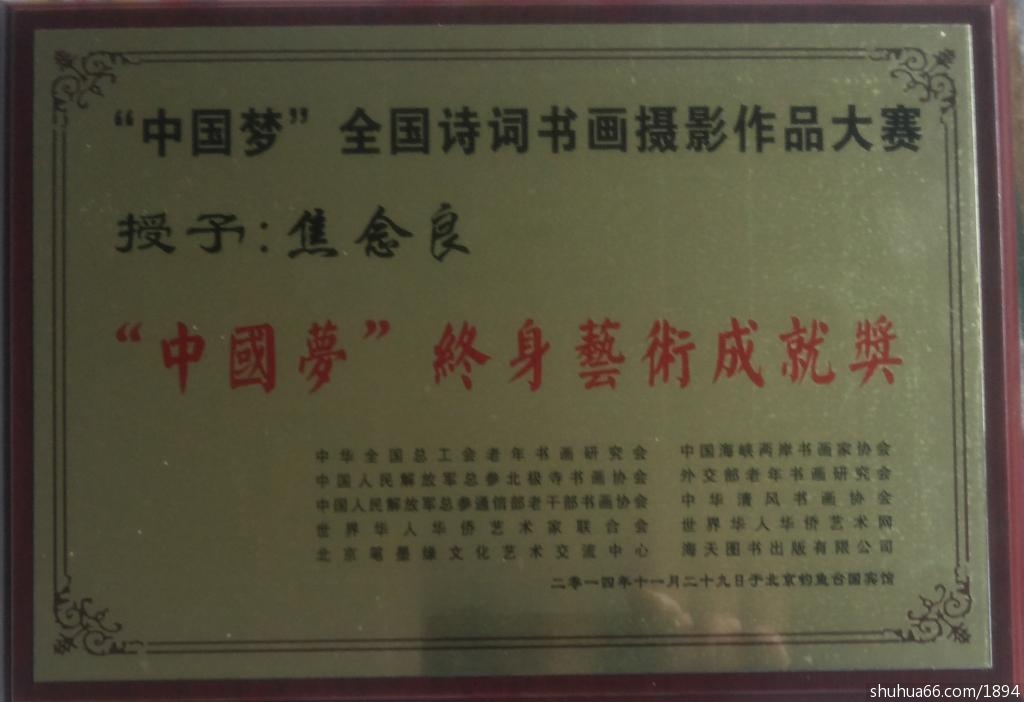 “中国梦”全国诗词书画摄影作品大赛
授予:焦念良
“中國夢”終身藝術成就獎
中华全国总工会老年书画研究会 中国海峡两岸书画家协会
中国人民解放军总参北极寺书画协会 外交部老年书画研究会
中国人民解放军总参通信部老干部书画协会 中华清风书画协会
世界华人华侨艺术家联合会 世界华人华侨艺术网
北京笔墨缘文化艺术交流中心 海天图书出版有限公司
二零一四年十一月二十九日于北京钓鱼台国宾馆
shuhua66.com/1894